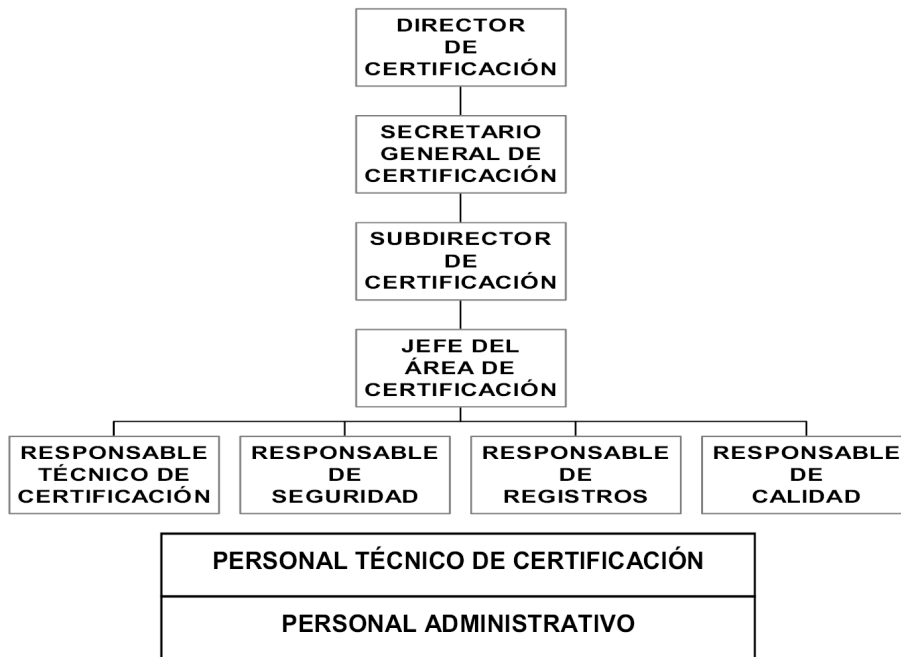 DIRECTOR
DE
CERTIFICACIÓN
SECRETARIO
GENERAL DE
CERTIFICACIÓN
SUBDIRECTOR
DE
CERTIFICACIÓN
JEFE DEL
ÁREA DE
CERTIFICACIÓN
RESPONSABLE
TÉCNICO DE
CERTIFICACIÓN
RESPONSABLE
DE
SEGURIDAD
RESPONSABLE
DE
REGISTROS
RESPONSABLE
DE
CALIDAD
PERSONAL TÉCNICO DE CERTIFICACIÓN
PERSONAL ADMINISTRATIVO